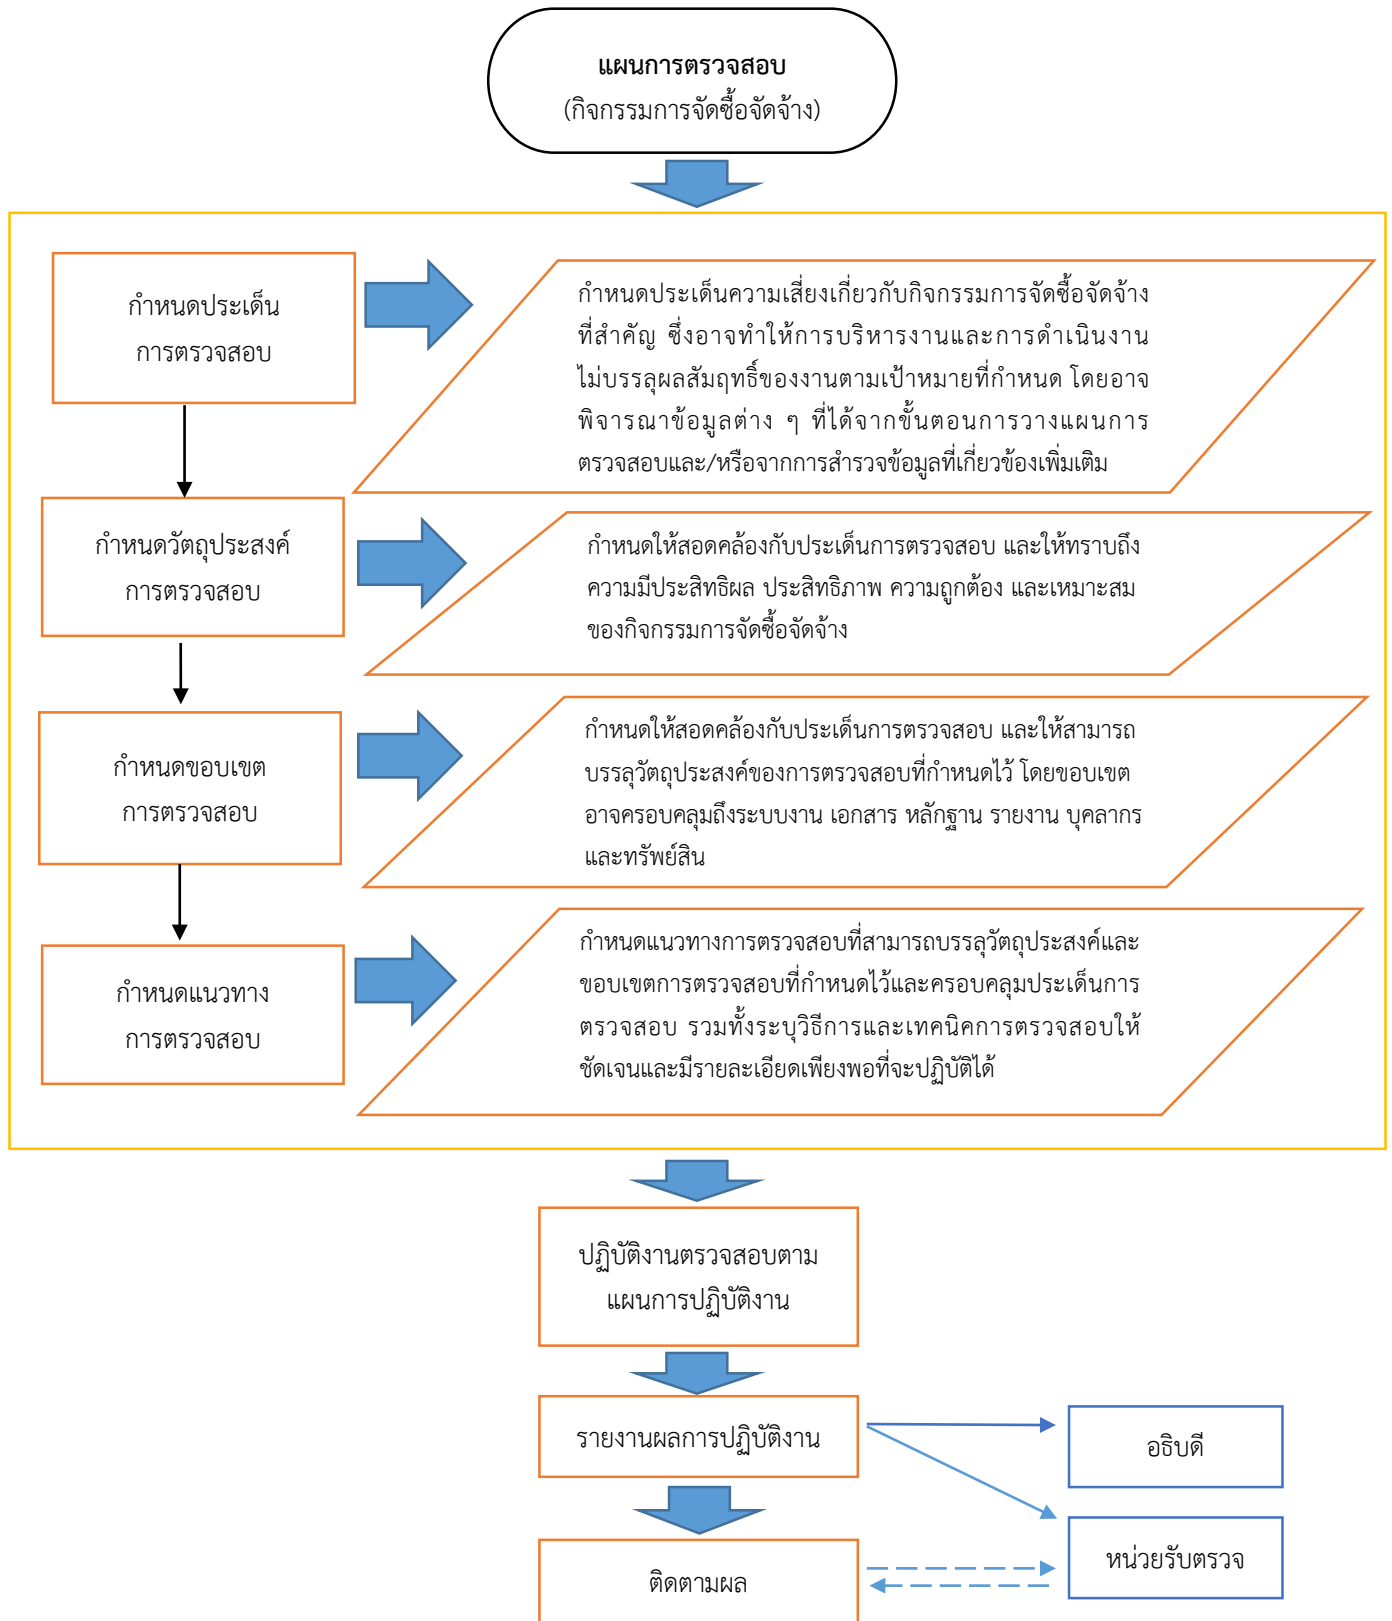 แผนการตรวจสอบ
(กิจกรรมการจัดซื้อจัดจ้าง)
กำหนดประเด็น
การตรวจสอบ
กำหนดประเด็นความเสี่ยงเกี่ยวกับกิจกรรมการจัดซื้อจัดจ้าง
ที่สำคัญ ซึ่งอาจทำให้การบริหารงานและการดำเนินงาน
ไม่บรรลุผลสัมฤทธิ์ของงานตามเป้าหมายที่กำหนด โดยอาจ
พิจารณาข้อมูลต่าง ๆ ที่ได้จากขั้นตอนการวางแผนการ
ตรวจสอบและ/หรือจากการสำรวจข้อมูลที่เกี่ยวข้องเพิ่มเติม
กำหนดวัตถุประสงค์
การตรวจสอบ
กำหนดให้สอดคล้องกับประเด็นการตรวจสอบ และให้ทราบถึง
ความมีประสิทธิผล ประสิทธิภาพ ความถูกต้อง และเหมาะสม
ของกิจกรรมการจัดซื้อจัดจ้าง
กำหนดขอบเขต
การตรวจสอบ
กำหนดให้สอดคล้องกับประเด็นการตรวจสอบ และให้สามารถ
บรรลุวัตถุประสงค์ของการตรวจสอบที่กำหนดไว้ โดยขอบเขต
อาจครอบคลุมถึงระบบงาน เอกสาร หลักฐาน รายงาน บุคลากร
และทรัพย์สิน
กำหนดแนวทาง
การตรวจสอบ
กำหนดแนวทางการตรวจสอบที่สามารถบรรลุวัตถุประสงค์และ
ขอบเขตการตรวจสอบที่กำหนดไว้และครอบคลุมประเด็นการ
ตรวจสอบ รวมทั้งระบุวิธีการและเทคนิคการตรวจสอบให้
ชัดเจนและมีรายละเอียดเพียงพอที่จะปฏิบัติได้
ปฏิบัติงานตรวจสอบตาม
แผนการปฏิบัติงาน
รายงานผลการปฏิบัติงาน
อธิบดี
หน่วยรับตรวจ
ติดตามผล